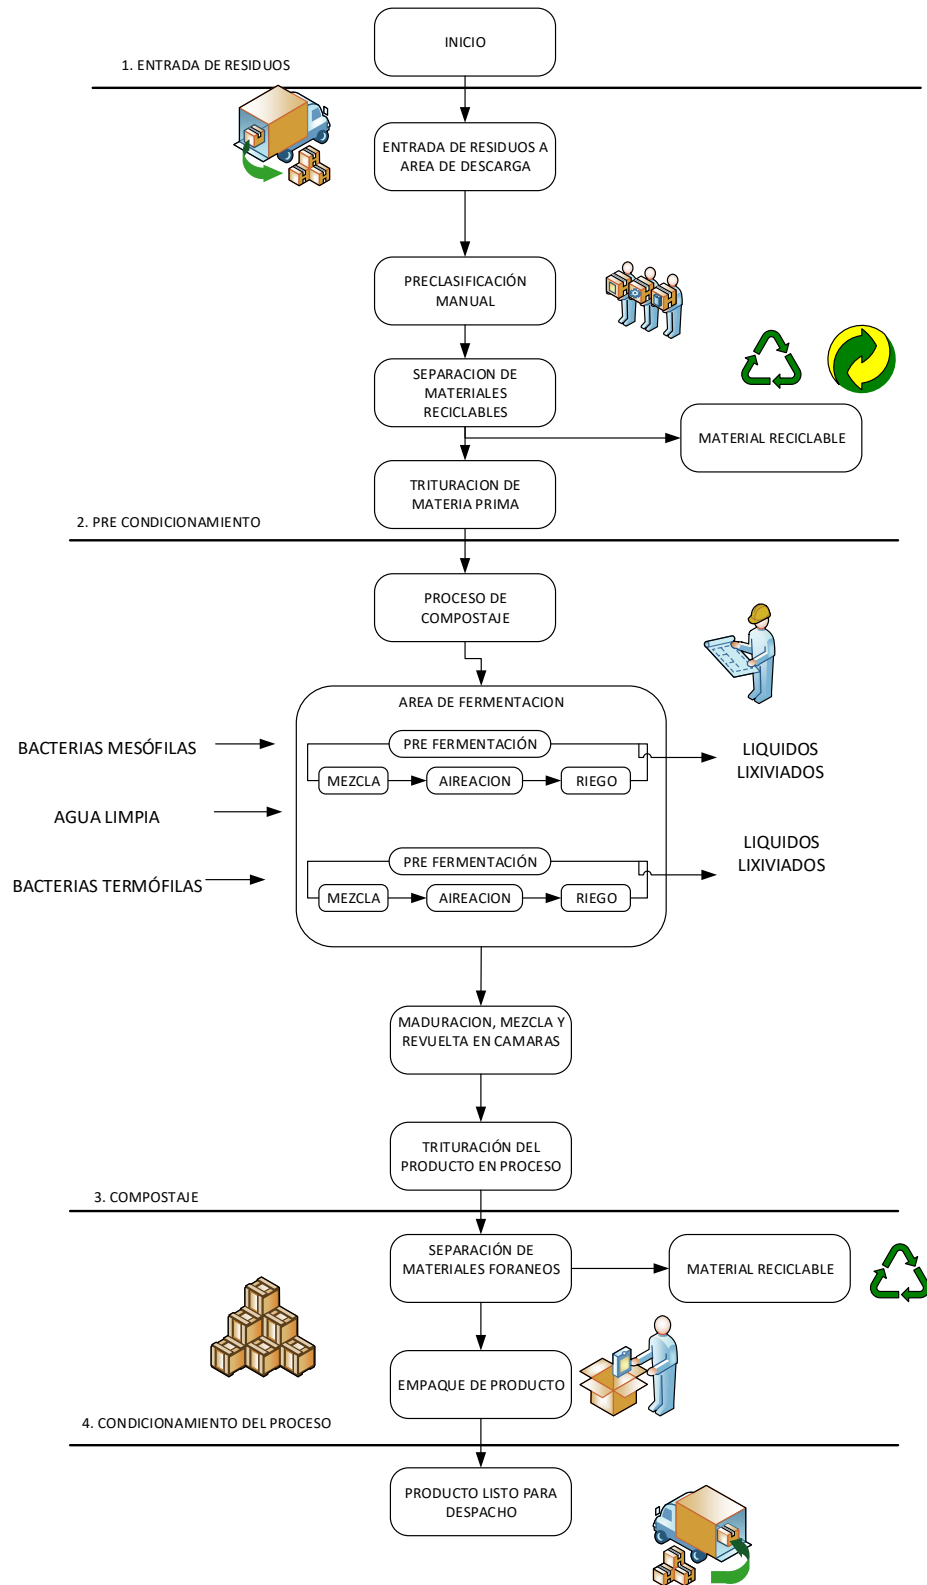 INICIO
1. ENTRADA DE RESIDUOS
ENTRADA DE RESIDUOS A
AREA DE DESCARGA
PRECLASIFICACIÓN
MANUAL
SEPARACION DE
MATERIALES
RECICLABLES
MATERIAL RECICLABLE
TRITURACION DE
MATERIA PRIMA
2. PRE CONDICIONAMIENTO
PROCESO DE
COMPOSTAJE
AREA DE FERMENTACION
BACTERIAS MESÓFILAS
PRE FERMENTACIÓN
MEZCLA
AIREACION
RIEGO
LIQUIDOS
LIXIVIADOS
AGUA LIMPIA
BACTERIAS TERMÓFILAS
PRE FERMENTACIÓN
MEZCLA
AIREACION
RIEGO
LIQUIDOS
LIXIVIADOS
MADURACION, MEZCLA Y
REVUELTA EN CAMARAS
TRITURACIÓN DEL
PRODUCTO EN PROCESO
3. COMPOSTAJE
SEPARACIÓN DE
MATERIALES FORANEOS
MATERIAL RECICLABLE
EMPAQUE DE PRODUCTO
4. CONDICIONAMIENTO DEL PROCESO
PRODUCTO LISTO PARA
DESPACHO